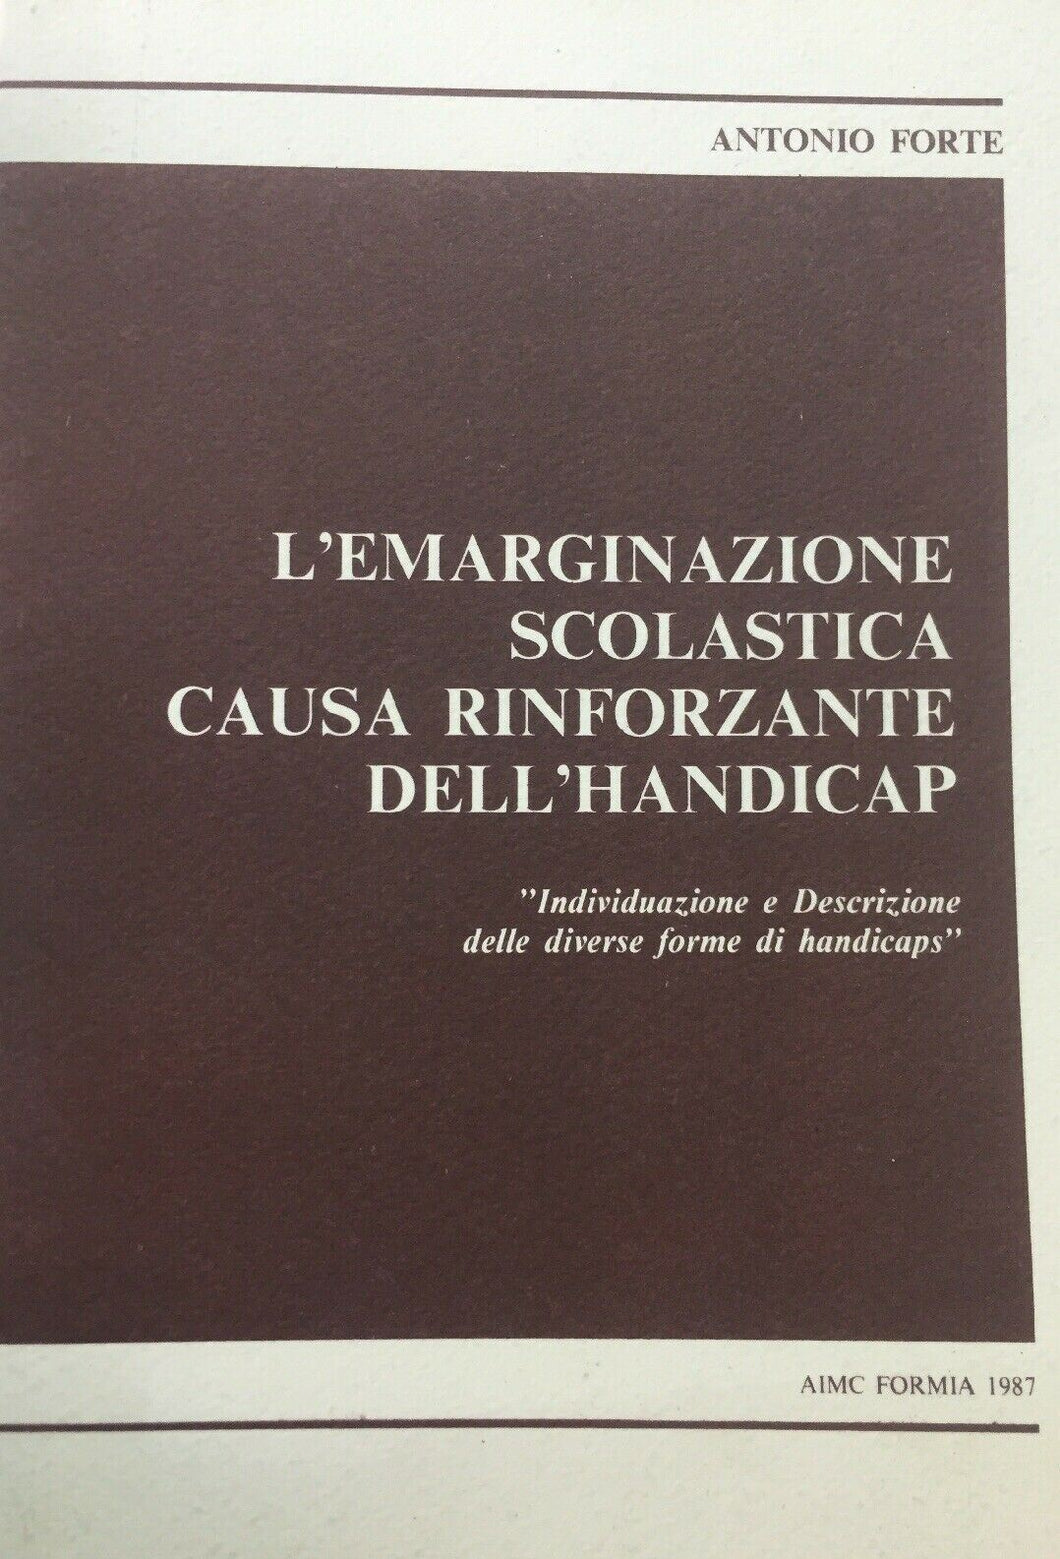 ANTONIO FORTE
L'EMARGINAZIONE
SCOLASTICA
CAUSA RINFORZANTE
DELL'HANDICAP
”Individuazione e Descrizione
delle diverse forme di handicaps”
AIMC FORMIA 1987